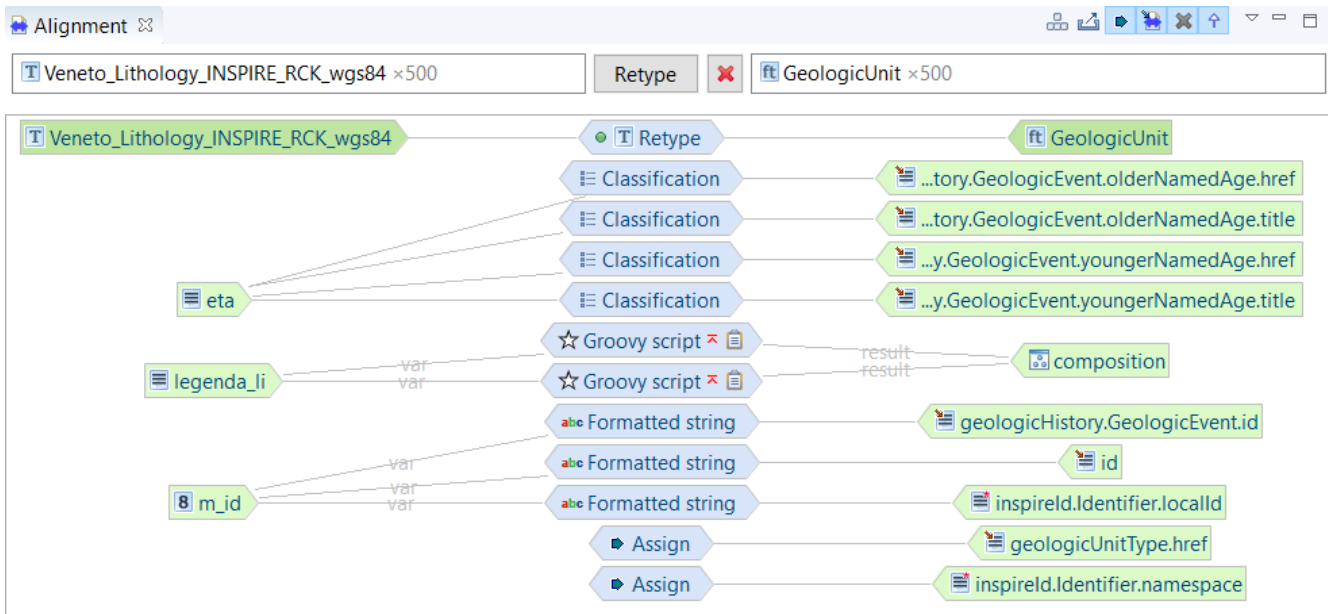 Alignment
Veneto_Lithology_INSPIRE_RCK_wgs84 ×500 Retype GeologicUnit ×500
Veneto_Lithology_INSPIRE_RCK_wgs84 Retype GeologicUnit
Classification ...tory.GeologicEvent.olderNamedAge.href
Classification ...tory.GeologicEvent.olderNamedAge.title
Classification ...y.GeologicEvent.youngerNamedAge.href
eta Classification ...y.GeologicEvent.youngerNamedAge.title
Groovy script
var result composition
legenda_li var Groovy script result
Formatted string geologicHistory.GeologicEvent.id
var Formatted string id
var
m_id var Formatted string inspireId.Identifier.localId
Assign geologicUnitType.href
Assign inspireId.Identifier.namespace